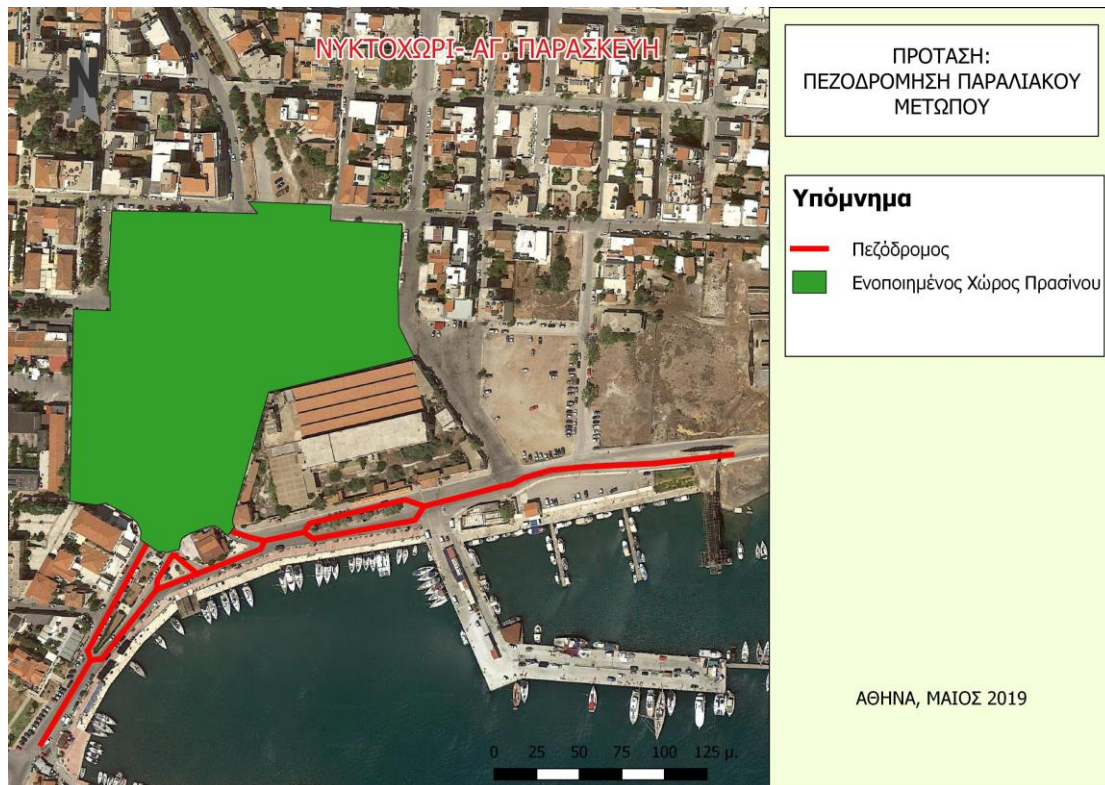 ΝΥΚΤΟΧΩΡΙ- ΑΓ. ΠΑΡΑΣΚΕΥΗ
N
ΠΡΟΤΑΣΗ:
ΠΕΖΟΔΡΟΜΗΣΗ ΠΑΡΑΛΙΑΚΟΥ
ΜΕΤΩΠΟΥ
Υπόμνημα
Πεζόδρομος
Ενοποιημένος Χώρος Πρασίνου
ΑΘΗΝΑ, ΜΑΙΟΣ 2019
0 25 50 75 100 125 μ.